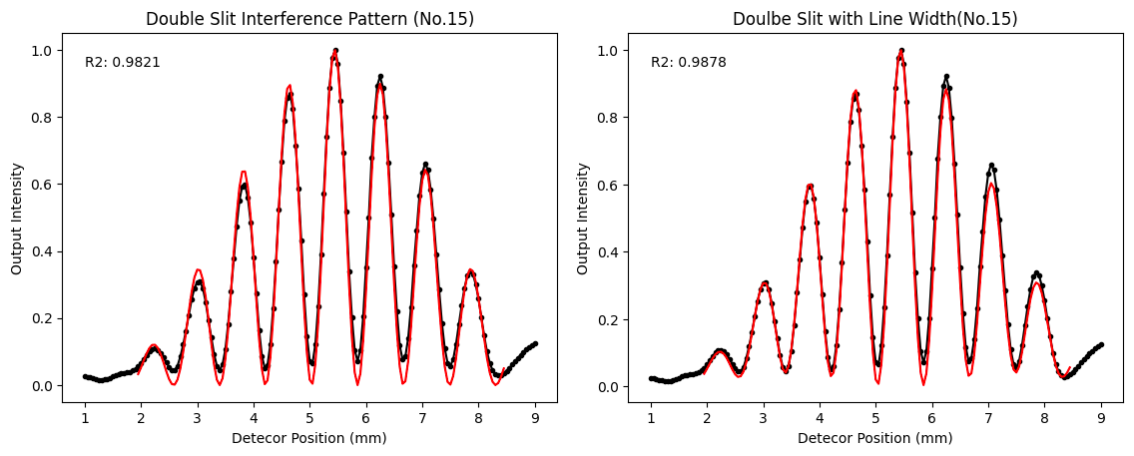 Double Slit Interference Pattern (No.15)
R2: 0.9821
1.0
0.8
0.6
0.4
0.2
0.0
Output Intensity
1 2 3 4 5 6 7 8 9
Detecor Position (mm)
Doulbe Slit with Line Width(No.15)
R2: 0.9878
1.0
0.8
0.6
0.4
0.2
0.0
Output Intensity
1 2 3 4 5 6 7 8 9
Detecor Position (mm)